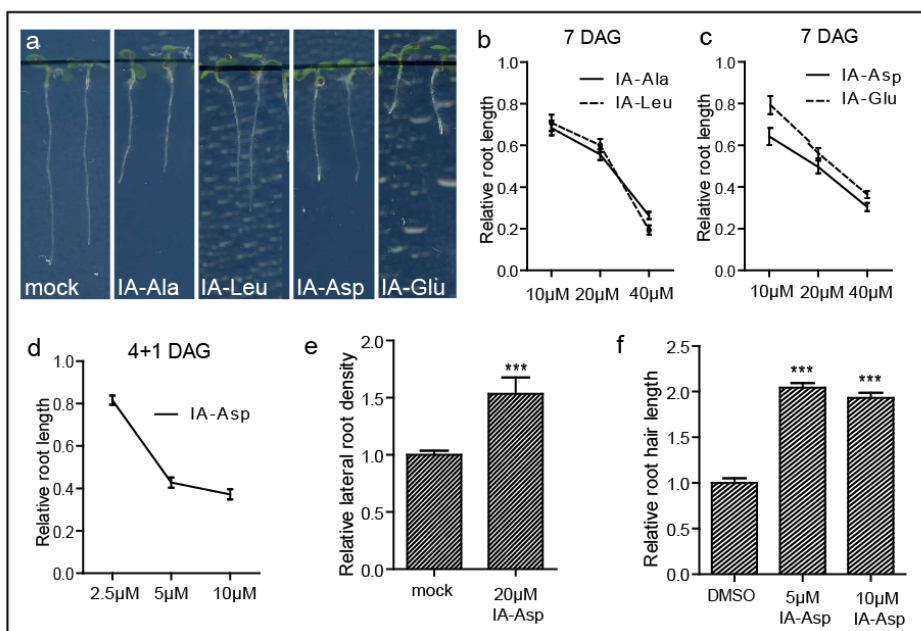 a
mock
IA-Ala
IA-Leu
IA-Asp
IA-Glu
b
7 DAG
Relative root length
1.0
0.8
0.6
0.4
0.2
0.0
IA-Ala
IA-Leu
10μM
20μM
40μM
c
7 DAG
Relative root length
1.0
0.8
0.6
0.4
0.2
0.0
IA-Asp
IA-Glu
10μM
20μM
40μM
d
4+1 DAG
Relative root length
1.0
0.8
0.6
0.4
0.2
0.0
IA-Asp
2.5μM
5μM
10μM
e
Relative lateral root density
2.0
1.5
1.0
0.5
0.0
***
mock
20μM
IA-Asp
f
Relative root hair length
2.5
2.0
1.5
1.0
0.5
0.0
***
***
DMSO
5μM
IA-Asp
10μM
IA-Asp